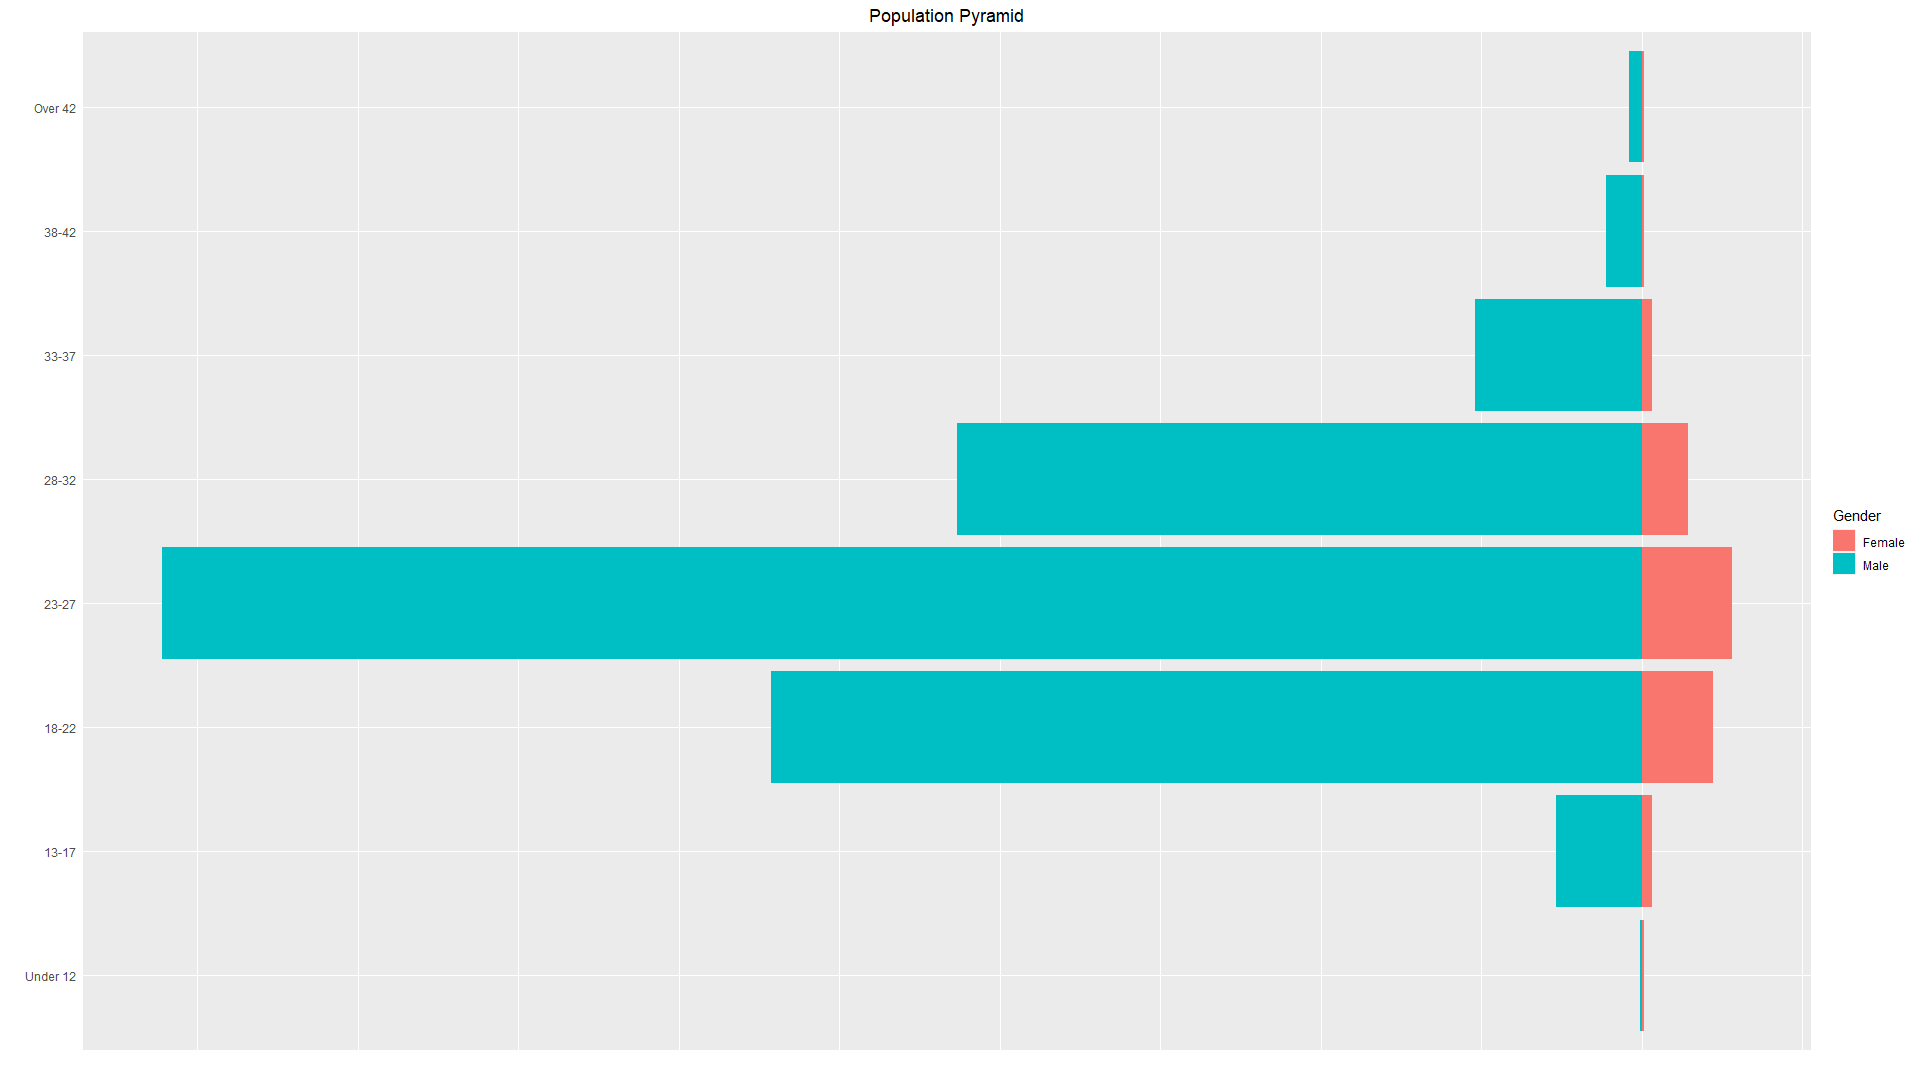 Population Pyramid
Over 42
38-42
33-37
28-32
23-27
18-22
13-17
Under 12
Gender
Female
Male